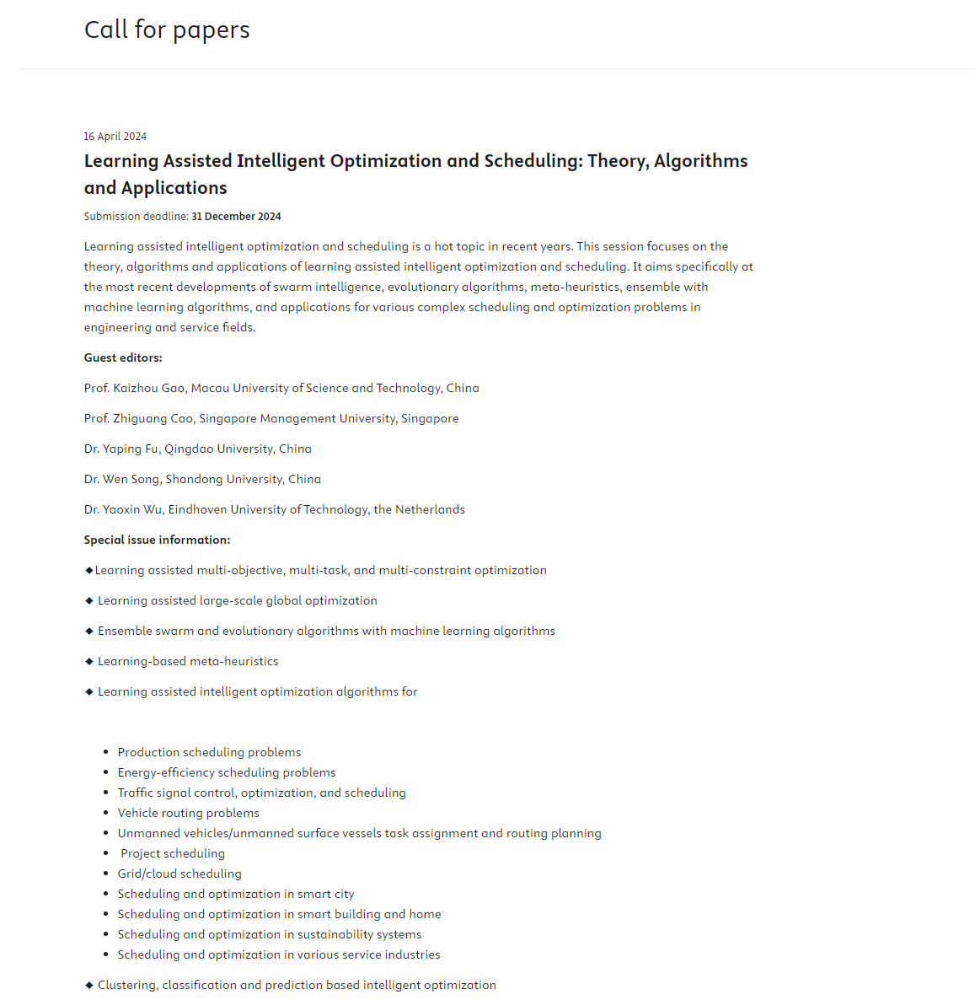 Call for papers
16 April 2024
Learning Assisted Intelligent Optimization and Scheduling: Theory, Algorithms
and Applications
Submission deadline: 31 December 2024
Learning assisted intelligent optimization and scheduling is a hot topic in recent years. This session focuses on the
theory, algorithms and applications of learning assisted intelligent optimization and scheduling. It aims specifically at
the most recent developments of swarm intelligence, evolutionary algorithms, meta-heuristics, ensemble with
machine learning algorithms, and applications for various complex scheduling and optimization problems in
engineering and service fields.
Guest editors:
Prof. Kaizhou Gao, Macau University of Science and Technology, China
Prof. Zhiguang Cao, Singapore Management University, Singapore
Dr. Yaping Fu, Qingdao University, China
Dr. Wen Song, Shandong University, China
Dr. Yaoxin Wu, Eindhoven University of Technology, the Netherlands
Special issue information:
◆Learning assisted multi-objective, multi-task, and multi-constraint optimization
◆ Learning assisted large-scale global optimization
◆ Ensemble swarm and evolutionary algorithms with machine learning algorithms
◆ Learning-based meta-heuristics
◆ Learning assisted intelligent optimization algorithms for
• Production scheduling problems
• Energy-efficiency scheduling problems
• Traffic signal control, optimization, and scheduling
• Vehicle routing problems
• Unmanned vehicles/unmanned surface vessels task assignment and routing planning
• Project scheduling
• Grid/cloud scheduling
• Scheduling and optimization in smart city
• Scheduling and optimization in smart building and home
• Scheduling and optimization in sustainability systems
• Scheduling and optimization in various service industries
◆ Clustering, classification and prediction based intelligent optimization